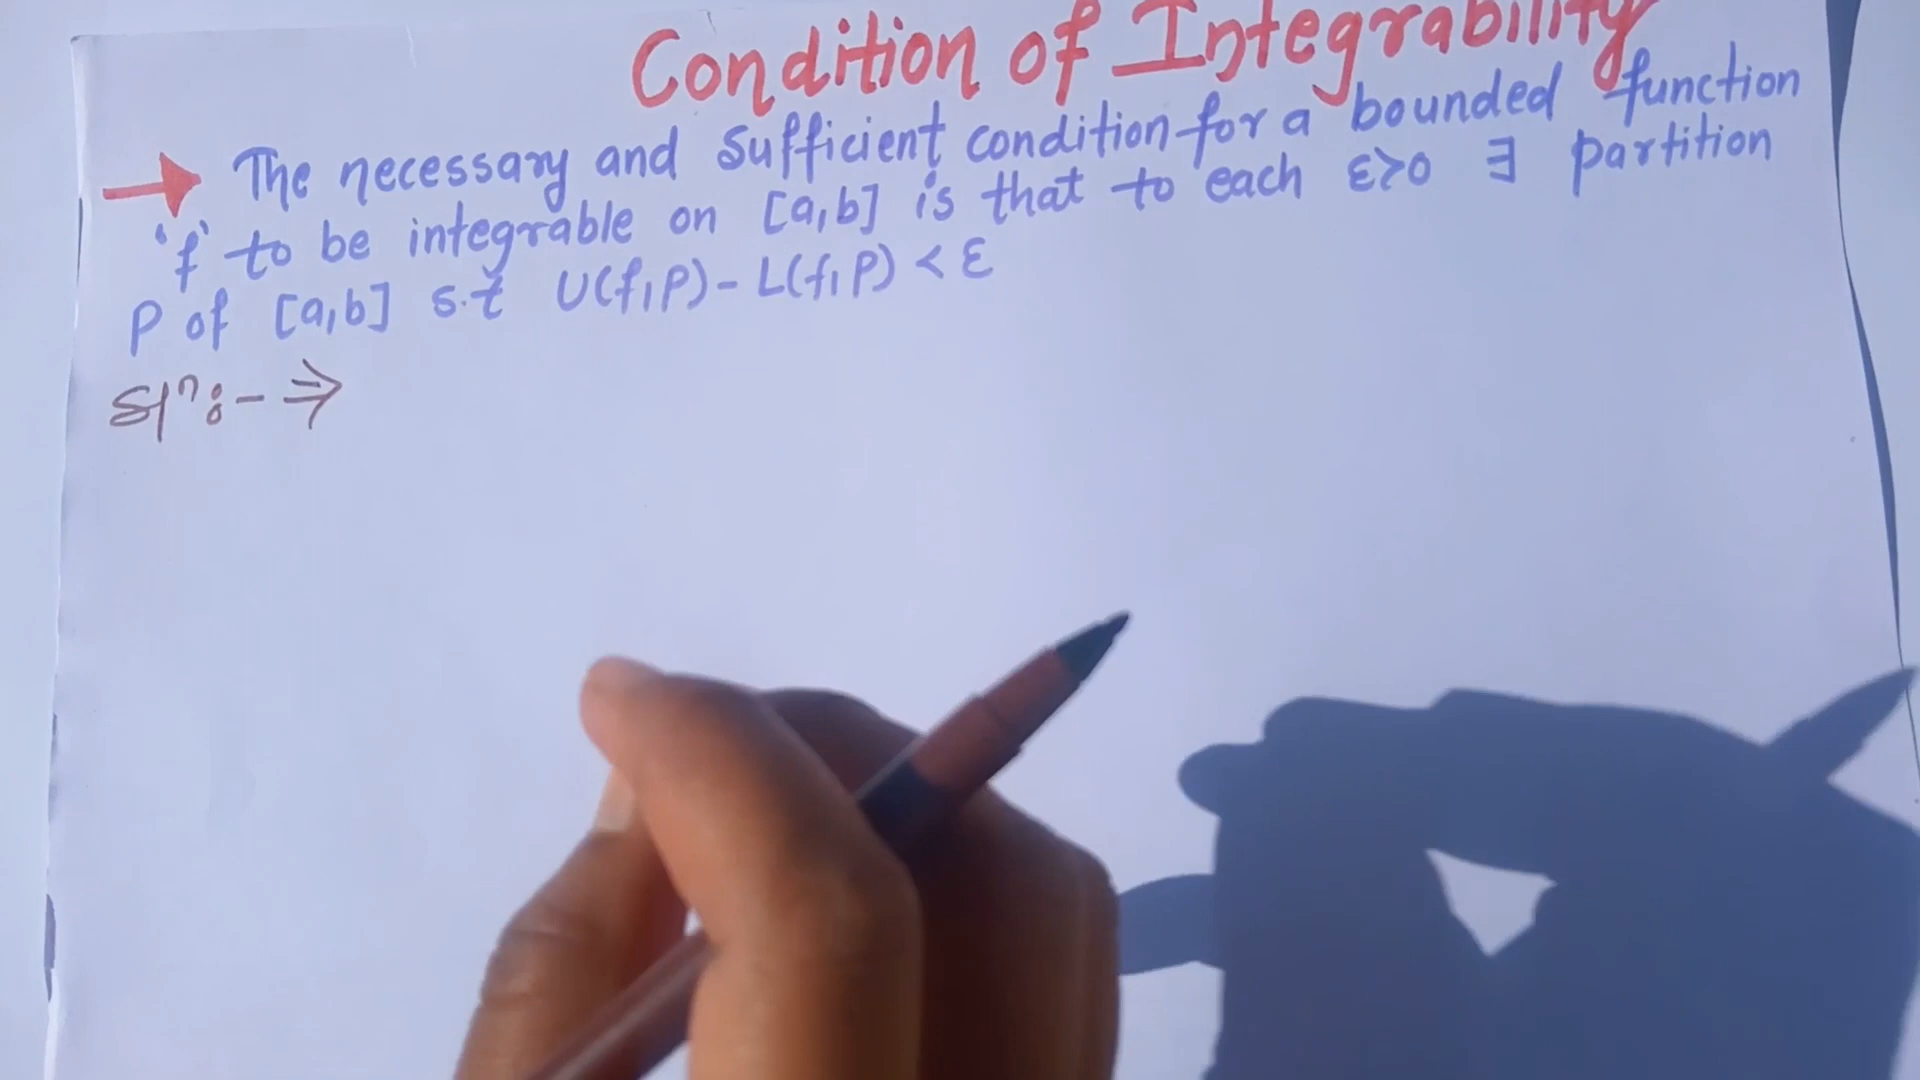 Condition of Integrability
→ The necessary and sufficient condition for a bounded function
'f' to be integrable on [a,b] is that to each ε>0 ∃ partition
P of [a,b] s.t U(f,P)-L(f,P) < ε
Slⁿ:- ⇒